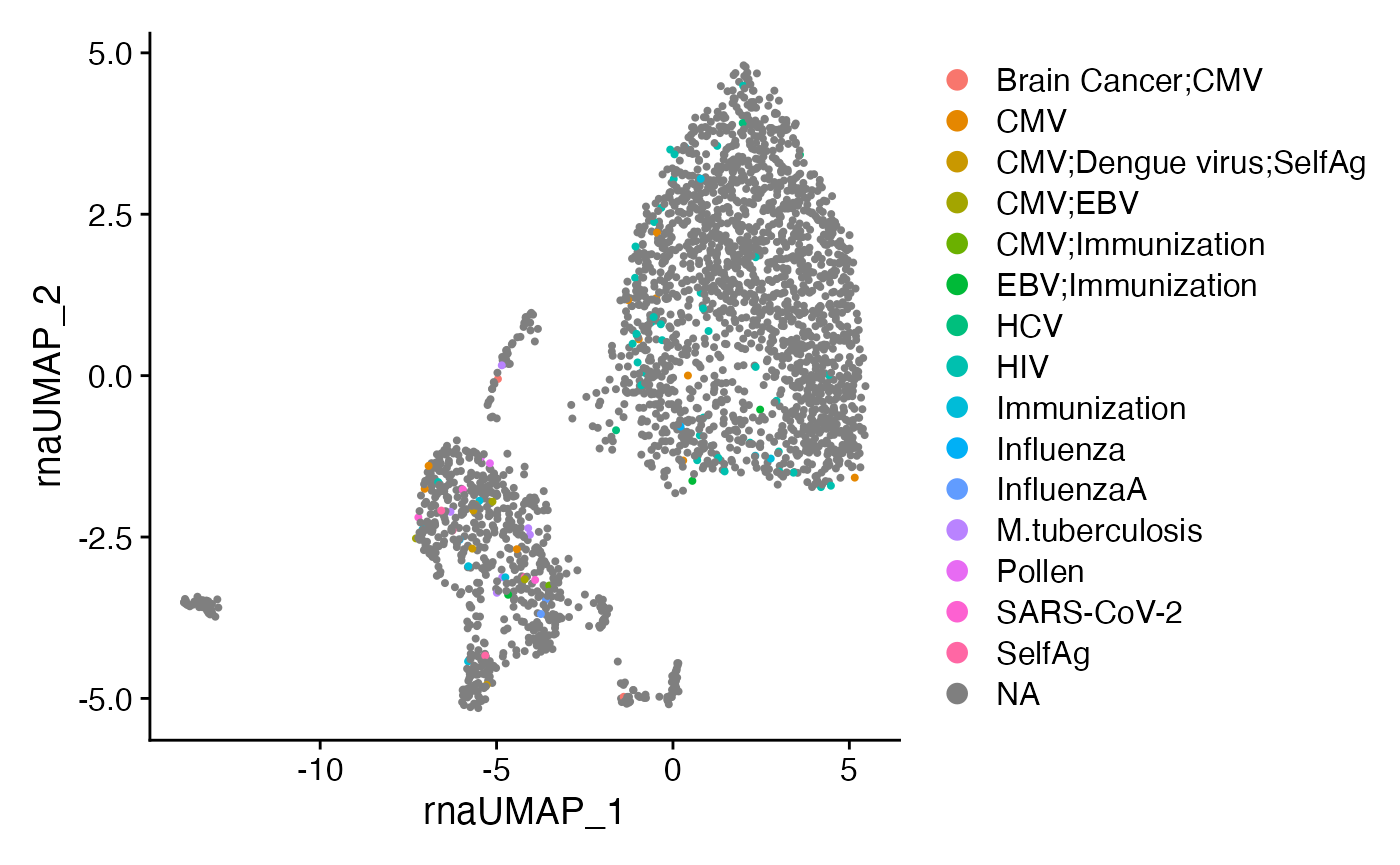 5.0
2.5
0.0
-2.5
-5.0
rnaUMAP_2
-10
-5
0
5
rnaUMAP_1
Brain Cancer;CMV
CMV
CMV;Dengue virus;SelfAg
CMV;EBV
CMV;Immunization
EBV;Immunization
HCV
HIV
Immunization
Influenza
InfluenzaA
M.tuberculosis
Pollen
SARS-CoV-2
SelfAg
NA